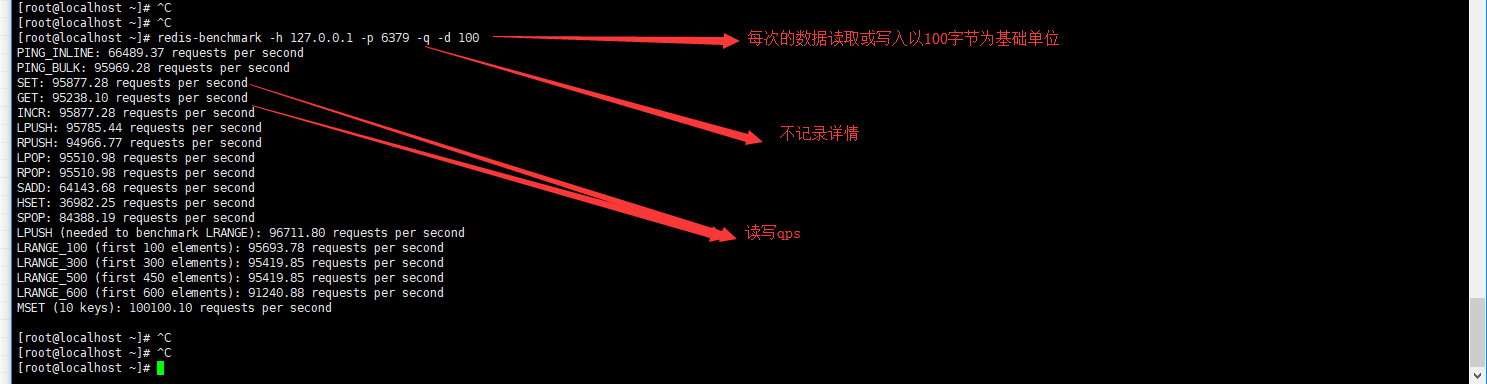 [root@localhost ~]# ^C
[root@localhost ~]# ^C
[root@localhost ~]# redis-benchmark -h 127.0.0.1 -p 6379 -q -d 100
每次的数据读取或写入以100字节为基础单位
PING_INLINE: 66489.37 requests per second
PING_BULK: 95969.28 requests per second
SET: 95877.28 requests per second
GET: 95238.10 requests per second
INCR: 95877.28 requests per second
LPUSH: 95785.44 requests per second
不记录详情
RPUSH: 94966.77 requests per second
LPOP: 95510.98 requests per second
RPOP: 95510.98 requests per second
SADD: 64143.68 requests per second
HSET: 36982.25 requests per second
SPOP: 84388.19 requests per second
LPUSH (needed to benchmark LRANGE): 96711.80 requests per second
读写qps
LRANGE_100 (first 100 elements): 95693.78 requests per second
LRANGE_300 (first 300 elements): 95419.85 requests per second
LRANGE_500 (first 450 elements): 95419.85 requests per second
LRANGE_600 (first 600 elements): 91240.88 requests per second
MSET (10 keys): 100100.10 requests per second
[root@localhost ~]# ^C
[root@localhost ~]# ^C
[root@localhost ~]#